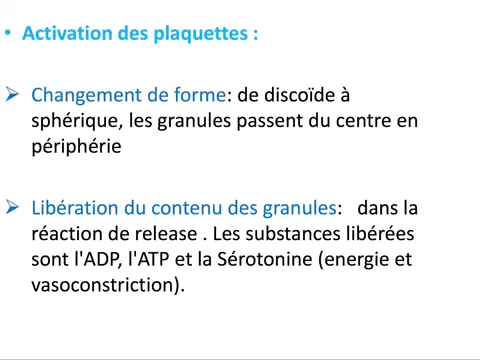 • Activation des plaquettes :
➢ Changement de forme: de discoïde à
sphérique, les granules passent du centre en
périphérie
➢ Libération du contenu des granules:   dans la
réaction de release . Les substances libérées
sont l'ADP, l'ATP et la Sérotonine (energie et
vasoconstriction).